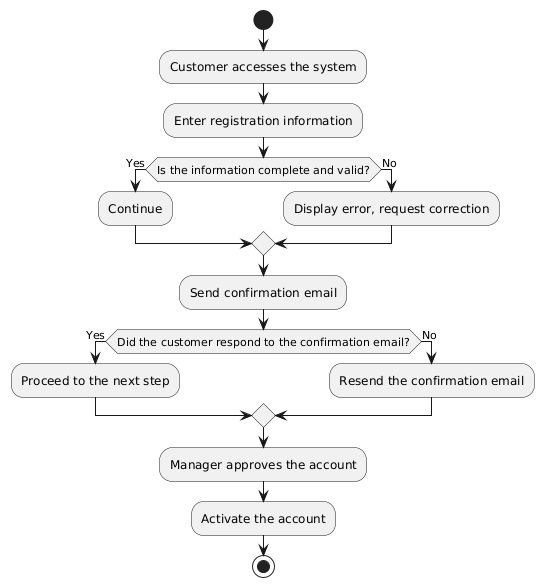 Customer accesses the system
Enter registration information
Yes
Is the information complete and valid?
No
Continue
Display error, request correction
Send confirmation email
Yes
Did the customer respond to the confirmation email?
No
Proceed to the next step
Resend the confirmation email
Manager approves the account
Activate the account